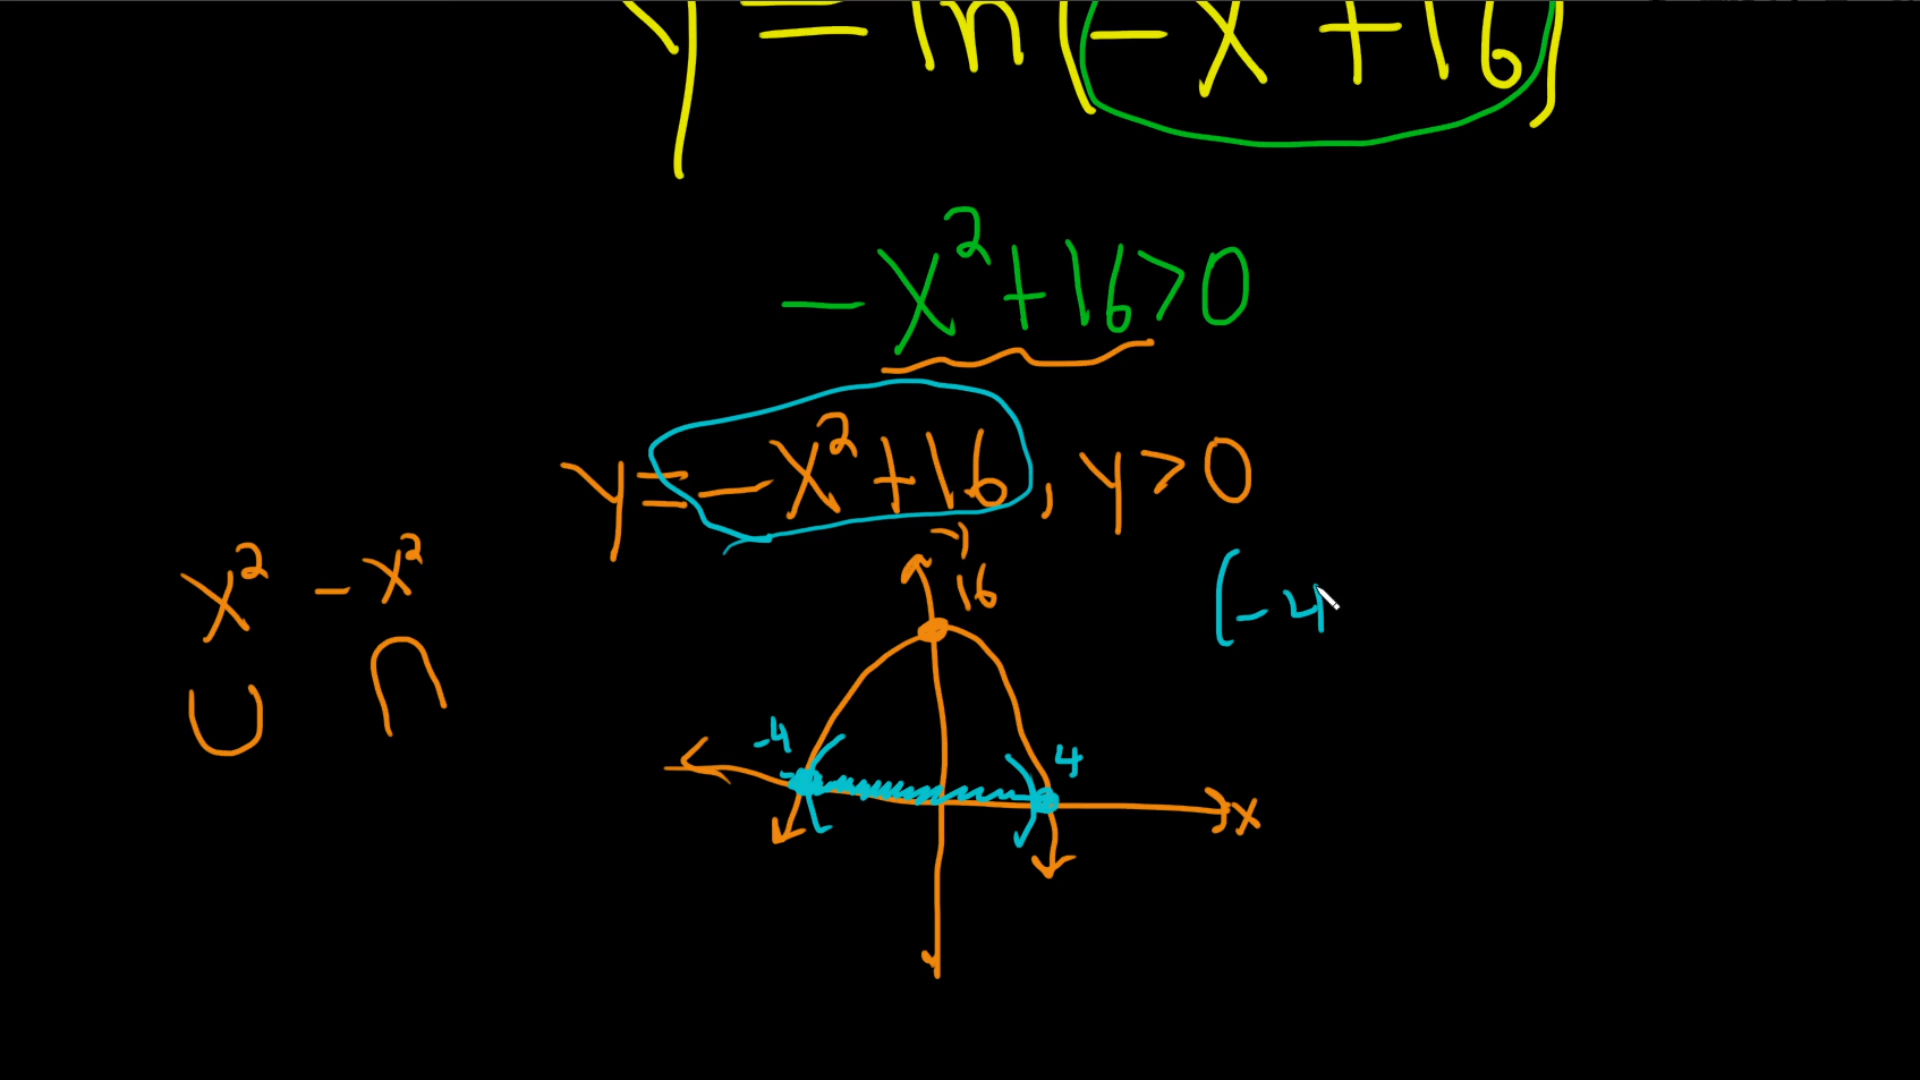 y = ln(-x + 16)
-x²+16>0
y=-x²+16, y>0
x² -x²
16
(-4
-4
4
x